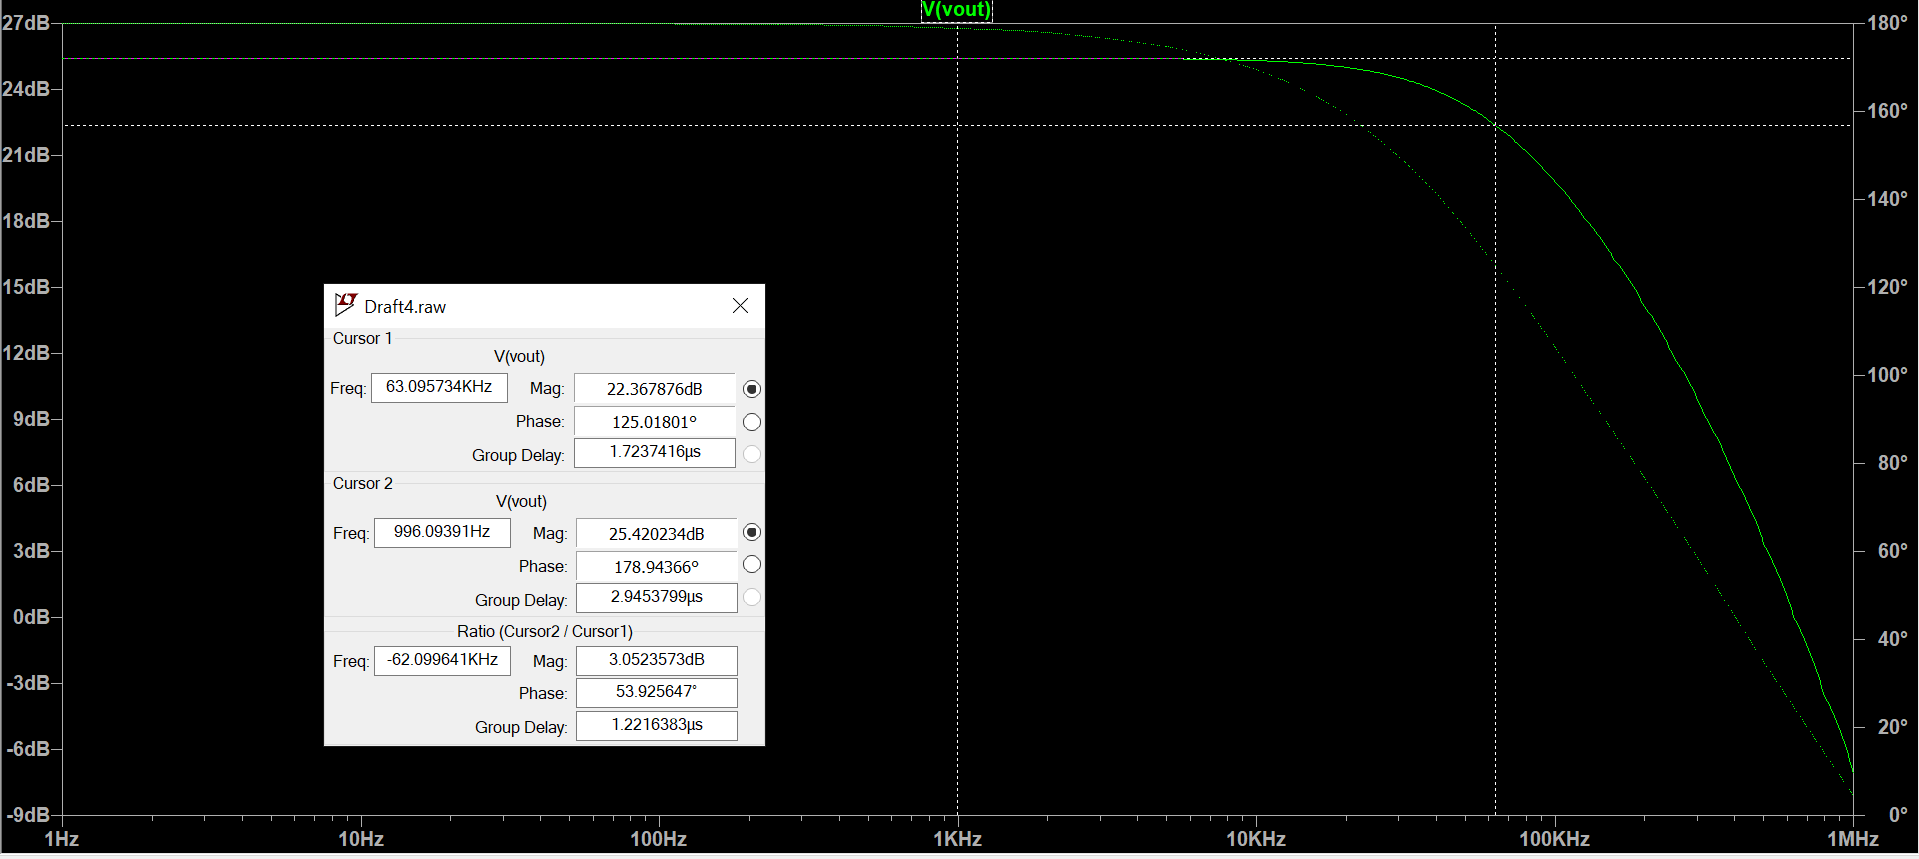 V(vout)
27dB
24dB
21dB
18dB
15dB
12dB
9dB
6dB
3dB
0dB
-3dB
-6dB
-9dB
180°
160°
140°
120°
100°
80°
60°
40°
20°
0°
1Hz 10Hz 100Hz 1KHz 10KHz 100KHz 1MHz
Draft4.raw
Cursor 1
V(vout)
Freq: 63.095734KHz Mag: 22.367876dB
Phase: 125.01801°
Group Delay: 1.7237416µs
Cursor 2
V(vout)
Freq: 996.09391Hz Mag: 25.420234dB
Phase: 178.94366°
Group Delay: 2.9453799µs
Ratio (Cursor2 / Cursor1)
Freq: -62.099641KHz Mag: 3.0523573dB
Phase: 53.925647°
Group Delay: 1.2216383µs